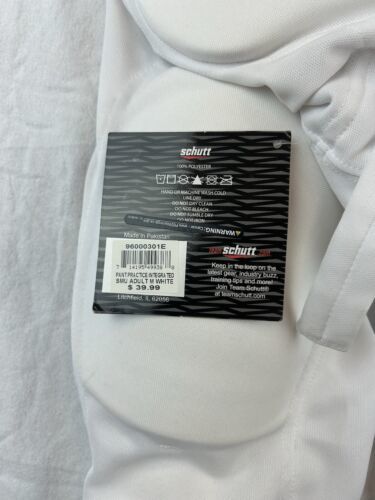 schutt
100% POLYESTER
HAND OR MACHINE WASH COLD
LINE DRY
DO NOT DRY CLEAN
DO NOT BLEACH
DO NOT TUMBLE DRY
DO NOT IRON
WARNING
Made in Pakistan
96000301E
PANT PRACTICE INTEGRATED
SMU ADULT M WHITE
$ 39.99
Litchfield, IL 62056
schutt
Keep in the loop on the
latest gear, industry buzz,
training tips and more!
Join Team Schutt®
at teamschutt.com